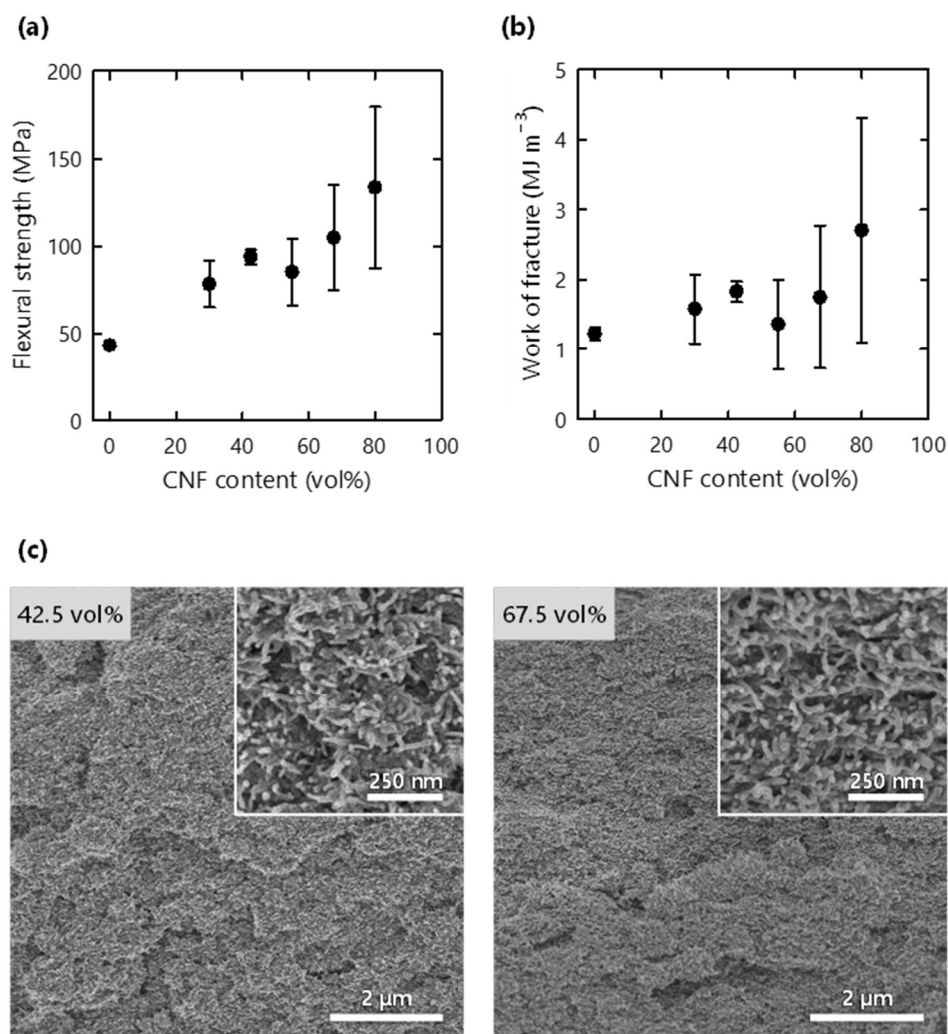 (a)
200
150
100
50
0
Flexural strength (MPa)
0 20 40 60 80 100
CNF content (vol%)
(b)
5
4
3
2
1
0
Work of fracture (MJ m⁻³)
0 20 40 60 80 100
CNF content (vol%)
(c)
42.5 vol%
250 nm
2 µm
67.5 vol%
250 nm
2 µm